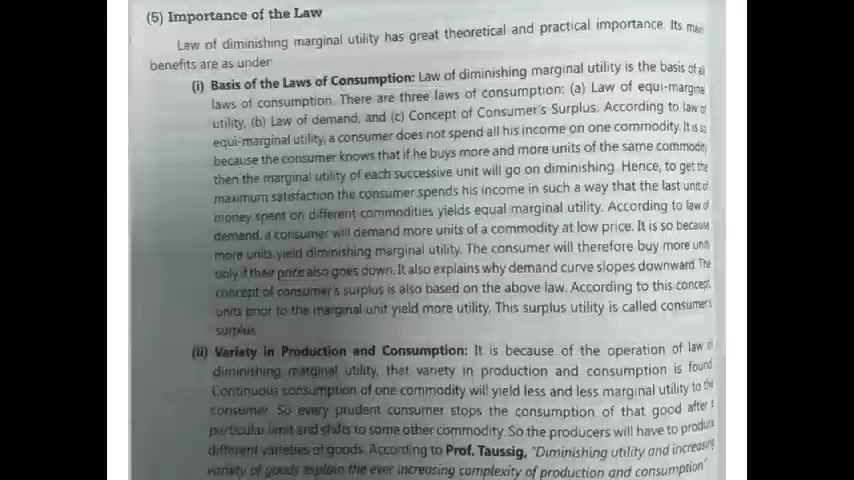 (5) Importance of the Law
Law of diminishing marginal utility has great theoretical and practical importance. Its main
benefits are as under
(i) Basis of the Laws of Consumption: Law of diminishing marginal utility is the basis of all
laws of consumption. There are three laws of consumption: (a) Law of equi-marginal
utility, (b) Law of demand, and (c) Concept of Consumer's Surplus. According to law of
equi-marginal utility, a consumer does not spend all his income on one commodity. It is so
because the consumer knows that if he buys more and more units of the same commodity
then the marginal utility of each successive unit will go on diminishing. Hence, to get the
maximum satisfaction the consumer spends his income in such a way that the last unit of
money spent on different commodities yields equal marginal utility. According to law of
demand, a consumer will demand more units of a commodity at low price. It is so because
more units yield diminishing marginal utility. The consumer will therefore buy more units
only if their price also goes down. It also explains why demand curve slopes downward. The
concept of consumer's surplus is also based on the above law. According to this concept,
units prior to the marginal unit yield more utility. This surplus utility is called consumer's
surplus
(ii) Variety in Production and Consumption: It is because of the operation of law of
diminishing marginal utility, that variety in production and consumption is found
Continuous consumption of one commodity will yield less and less marginal utility to the
consumer. So every prudent consumer stops the consumption of that good after a
particular limit and shifts to some other commodity. So the producers will have to produce
different varieties of goods. According to Prof. Taussig, "Diminishing utility and increasing
variety of goods explain the ever increasing complexity of production and consumption"